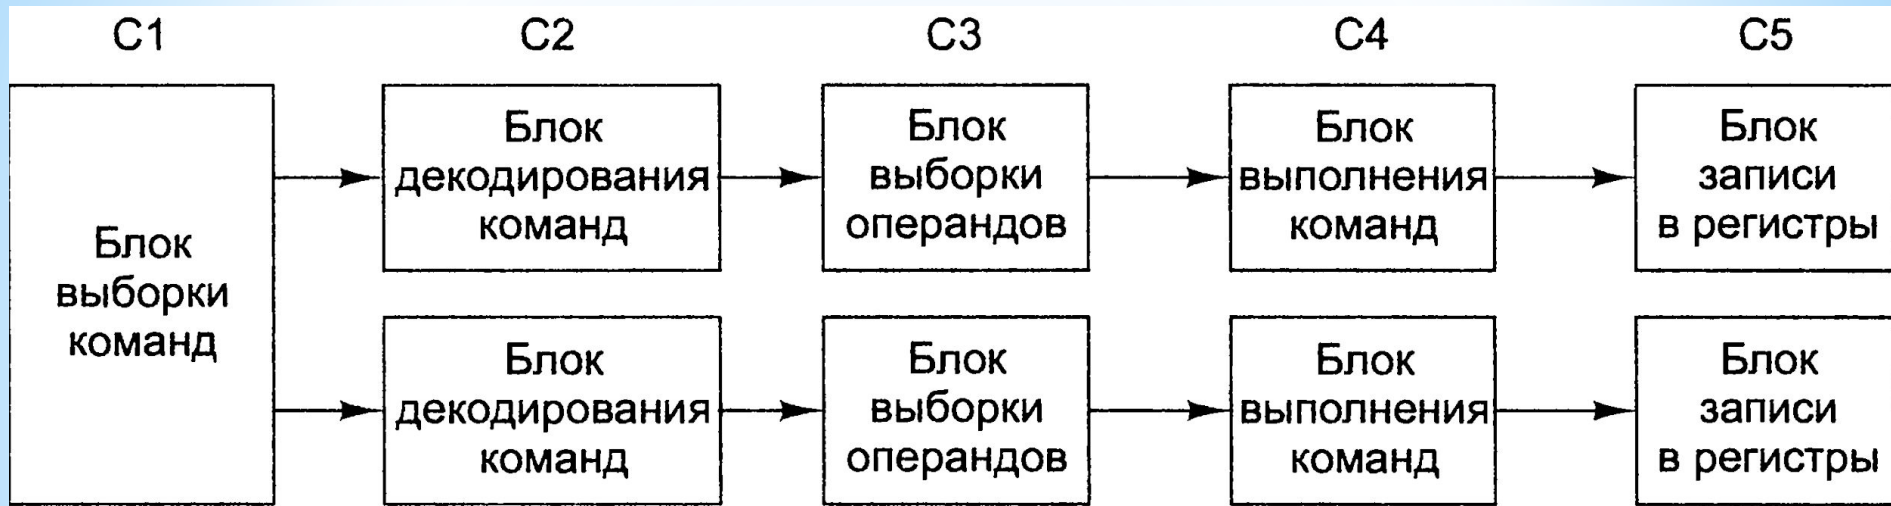 С1
С2
С3
С4
С5
Блок
выборки
команд
Блок
декодирования
команд
Блок
выборки
операндов
Блок
выполнения
команд
Блок
записи
в регистры
Блок
декодирования
команд
Блок
выборки
операндов
Блок
выполнения
команд
Блок
записи
в регистры